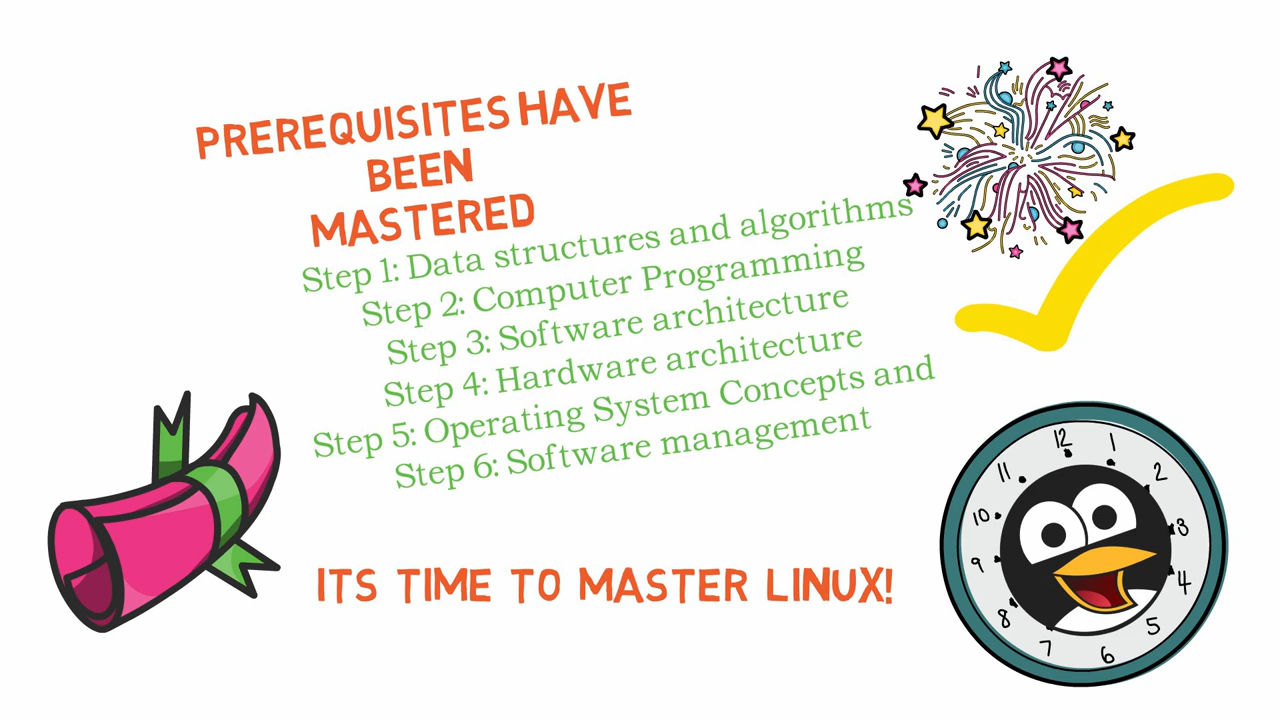 PREREQUISITES HAVE
BEEN
MASTERED
Step 1: Data structures and algorithms
Step 2: Computer Programming
Step 3: Software architecture
Step 4: Hardware architecture
Step 5: Operating System Concepts and
Step 6: Software management
ITS TIME TO MASTER LINUX!
12
1
2
3
4
5
6
7
8
9
10
11